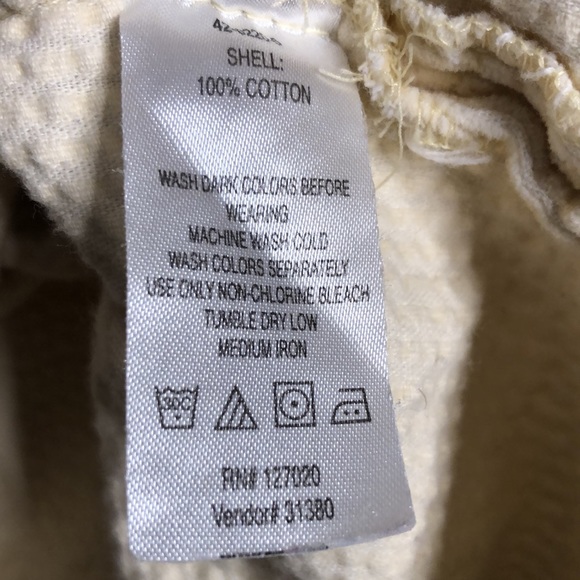 SHELL:
100% COTTON
WASH DARK COLORS BEFORE
WEARING
MACHINE WASH COLD
WASH COLORS SEPARATELY
USE ONLY NON-CHLORINE BLEACH
TUMBLE DRY LOW
MEDIUM IRON
RN# 127020
Vendor# 31380